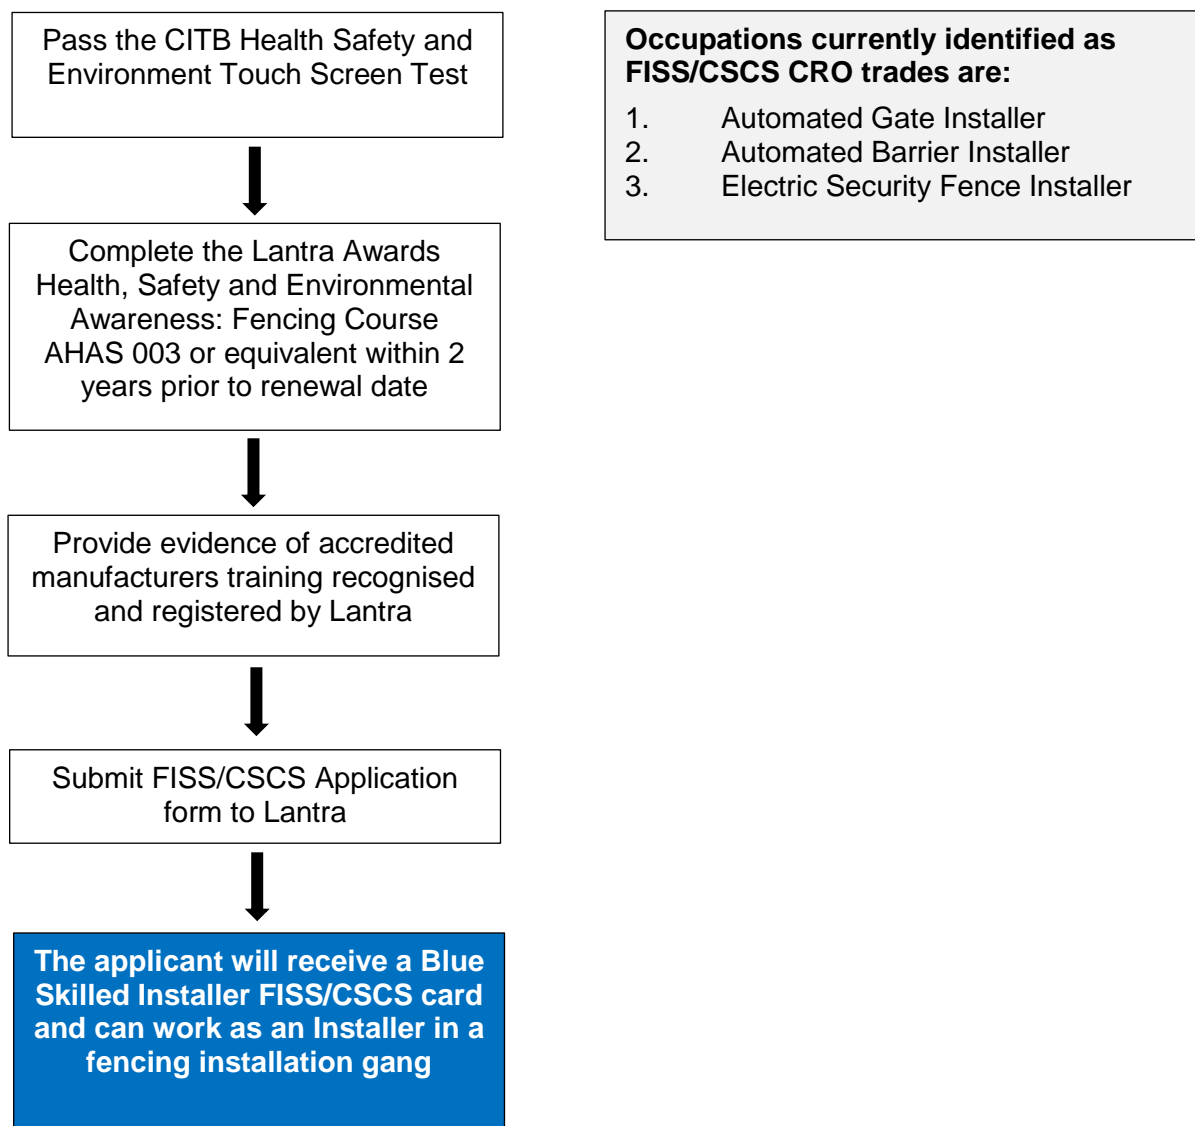 Pass the CITB Health Safety and
Environment Touch Screen Test
Complete the Lantra Awards
Health, Safety and Environmental
Awareness: Fencing Course
AHAS 003 or equivalent within 2
years prior to renewal date
Provide evidence of accredited
manufacturers training recognised
and registered by Lantra
Submit FISS/CSCS Application
form to Lantra
The applicant will receive a Blue
Skilled Installer FISS/CSCS card
and can work as an Installer in a
fencing installation gang
Occupations currently identified as
FISS/CSCS CRO trades are:
1. Automated Gate Installer
2. Automated Barrier Installer
3. Electric Security Fence Installer